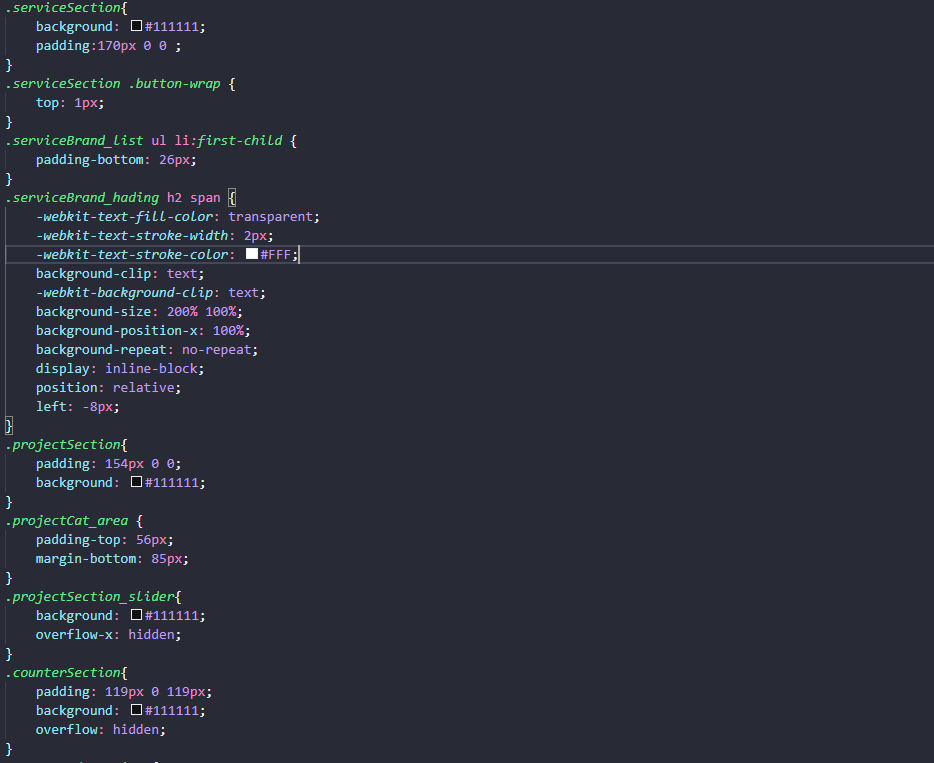 .serviceSection{
    background: #111111;
    padding:170px 0 0 ;
}
.serviceSection .button-wrap {
    top: 1px;
}
.serviceBrand_list ul li:first-child {
    padding-bottom: 26px;
}
.serviceBrand_hading h2 span {
    -webkit-text-fill-color: transparent;
    -webkit-text-stroke-width: 2px;
    -webkit-text-stroke-color: #FFF;
    background-clip: text;
    -webkit-background-clip: text;
    background-size: 200% 100%;
    background-position-x: 100%;
    background-repeat: no-repeat;
    display: inline-block;
    position: relative;
    left: -8px;
}
.projectSection{
    padding: 154px 0 0;
    background: #111111;
}
.projectCat_area {
    padding-top: 56px;
    margin-bottom: 85px;
}
.projectSection_slider{
    background: #111111;
    overflow-x: hidden;
}
.counterSection{
    padding: 119px 0 119px;
    background: #111111;
    overflow: hidden;
}